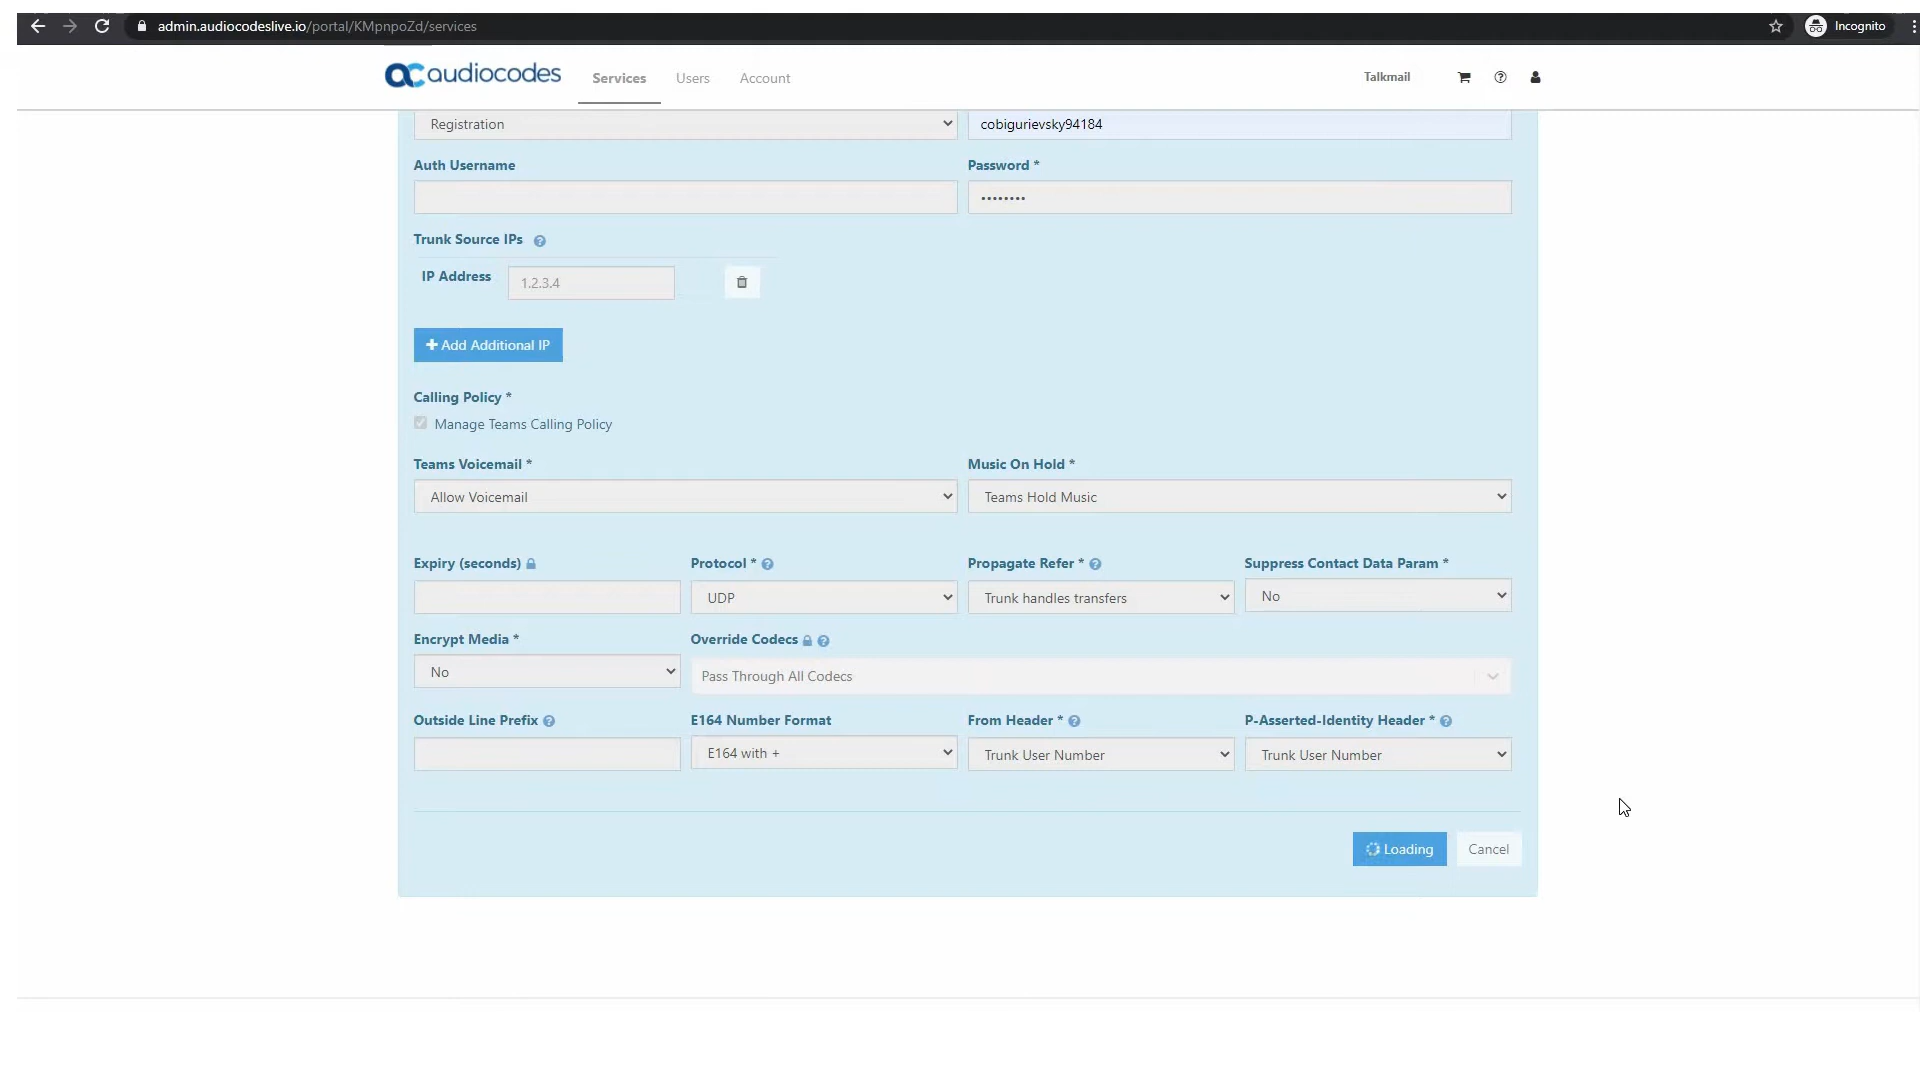 admin.audiocodeslive.io/portal/KMpnpoZd/services
Incognito
audiocodes
Services
Users
Account
Talkmail
Registration
cobigurievsky94184
Auth Username
Password *
••••••••
Trunk Source IPs
IP Address
1.2.3.4
Add Additional IP
Calling Policy *
Manage Teams Calling Policy
Teams Voicemail *
Music On Hold *
Allow Voicemail
Teams Hold Music
Expiry (seconds)
Protocol *
Propagate Refer *
Suppress Contact Data Param *
UDP
Trunk handles transfers
No
Encrypt Media *
Override Codecs
No
Pass Through All Codecs
Outside Line Prefix
E164 Number Format
From Header *
P-Asserted-Identity Header *
E164 with +
Trunk User Number
Trunk User Number
Loading
Cancel